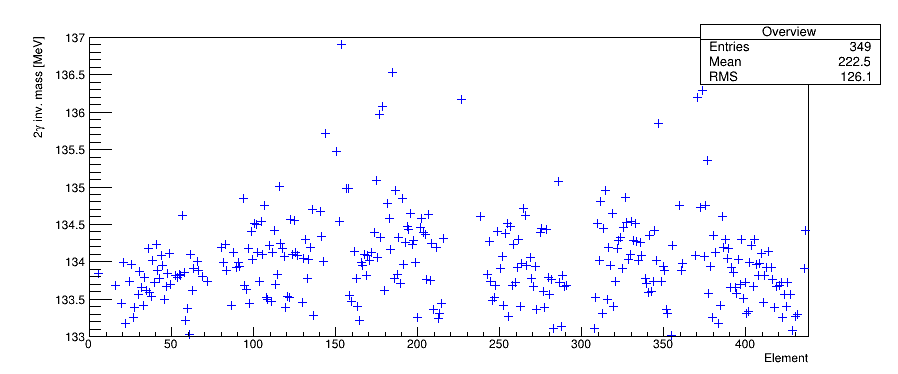 Overview
Entries 349
Mean 222.5
RMS 126.1
2γ inv. mass [MeV]
137
136.5
136
135.5
135
134.5
134
133.5
133
0 50 100 150 200 250 300 350 400
Element